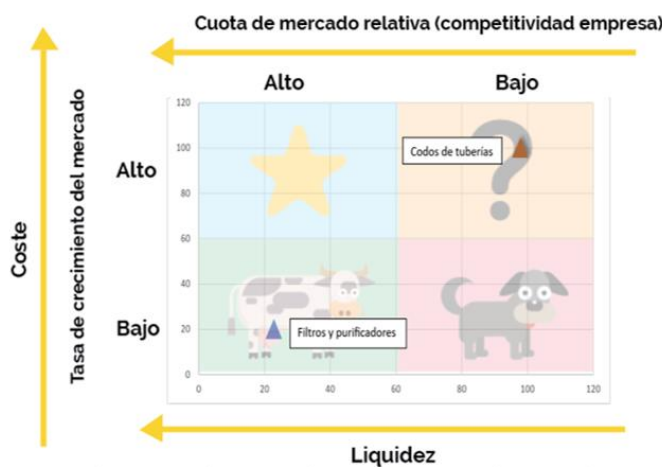 Cuota de mercado relativa (competitividad empresa)
Alto
Bajo
Coste
Tasa de crecimiento del mercado
Alto
Bajo
120
100
80
60
40
20
0
Codos de tuberías
Filtros y purificadores
0
20
40
60
80
100
120
Liquidez